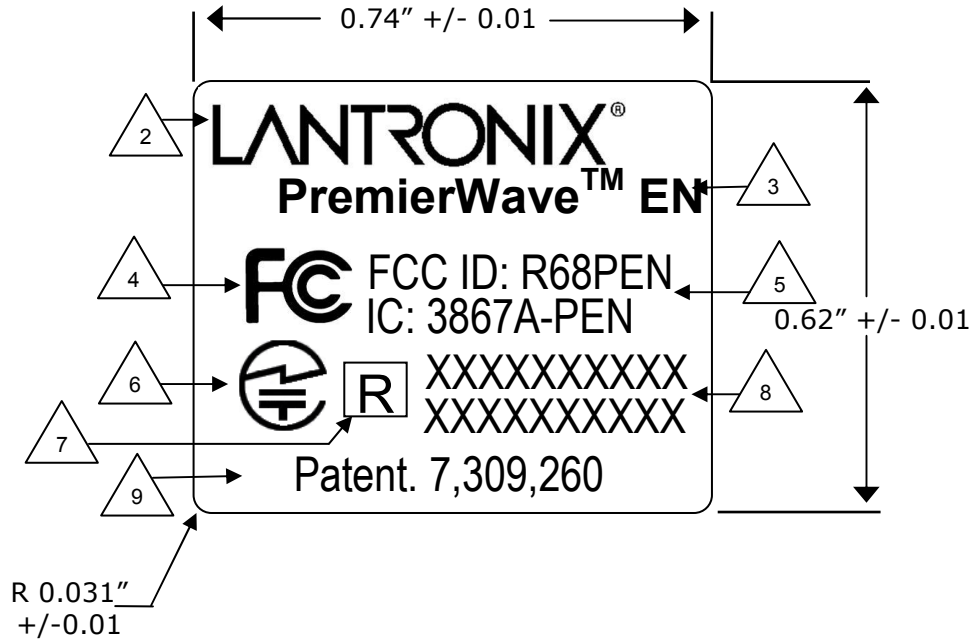 0.74″ +/- 0.01
2
LANTRONIX®
PremierWave™ EN
3
4
FC FCC ID: R68PEN
IC: 3867A-PEN
5
0.62″ +/- 0.01
6
R
XXXXXXXXXX
XXXXXXXXXX
8
7
Patent. 7,309,260
9
R 0.031″
+/-0.01